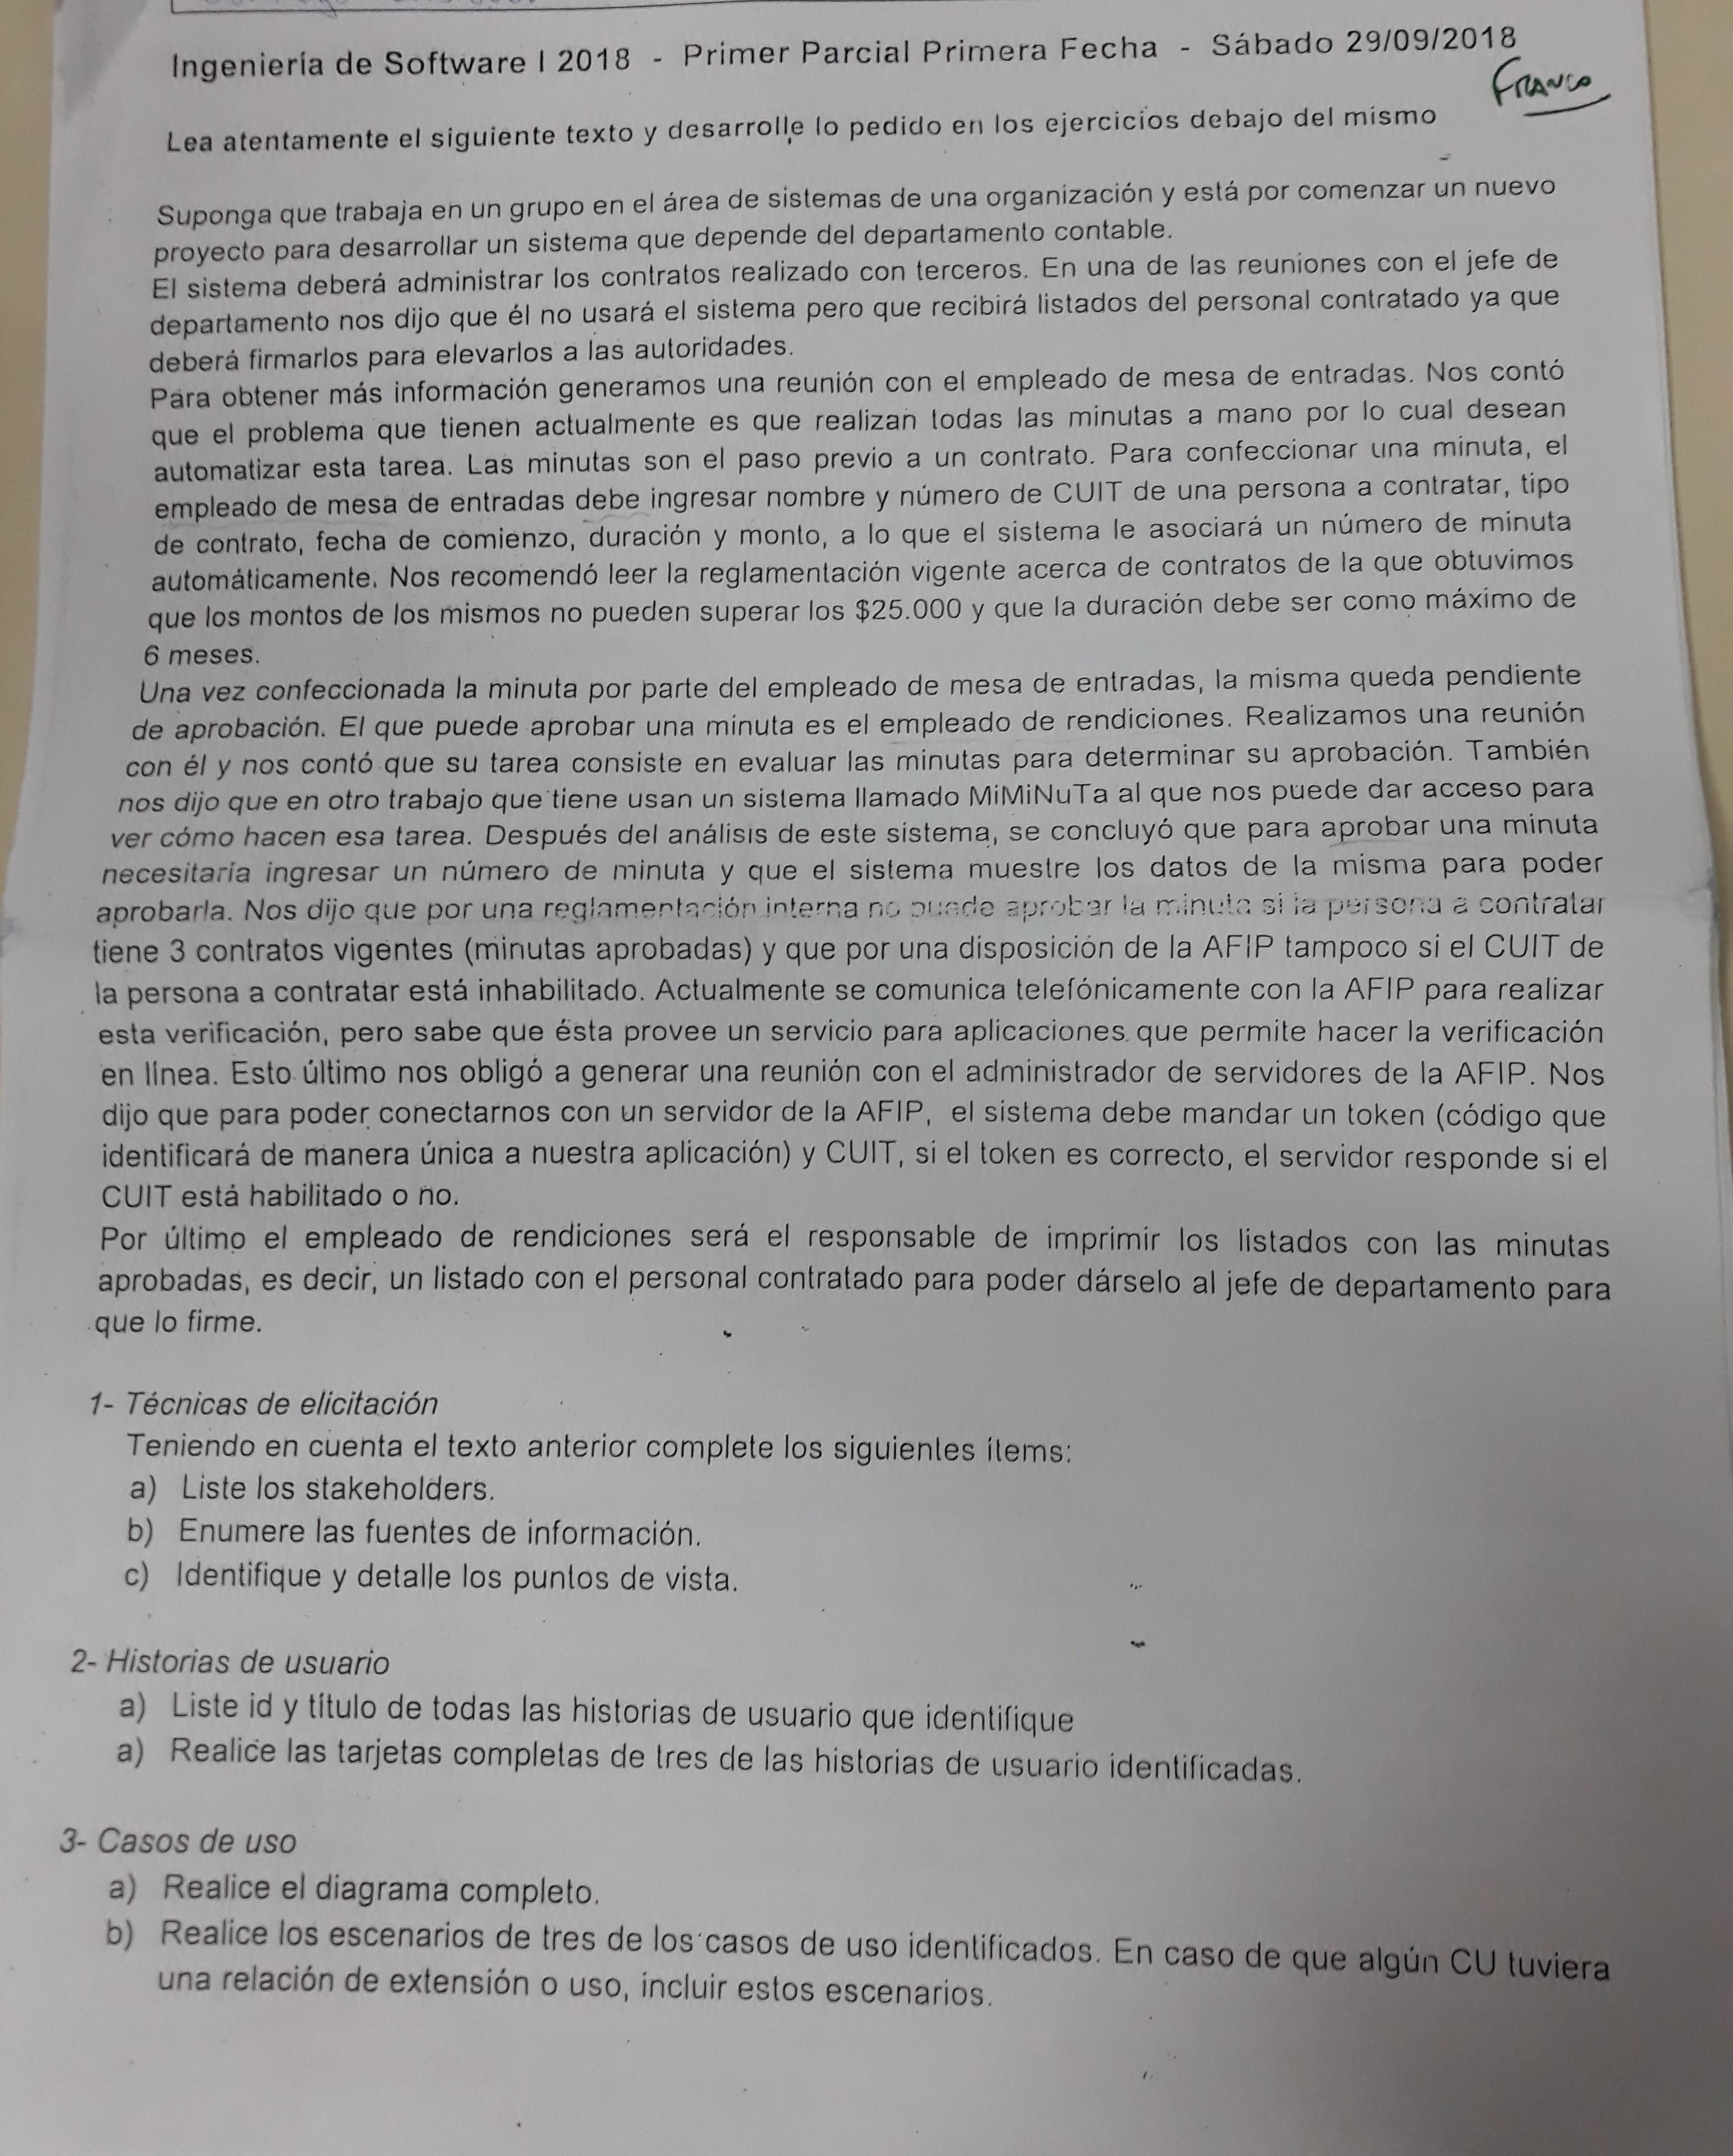 Ingeniería de Software I 2018 - Primer Parcial Primera Fecha - Sábado 29/09/2018
FRANCO
Lea atentamente el siguiente texto y desarrolle lo pedido en los ejercicios debajo del mismo
Suponga que trabaja en un grupo en el área de sistemas de una organización y está por comenzar un nuevo
proyecto para desarrollar un sistema que depende del departamento contable.
El sistema deberá administrar los contratos realizado con terceros. En una de las reuniones con el jefe de
departamento nos dijo que él no usará el sistema pero que recibirá listados del personal contratado ya que
deberá firmarlos para elevarlos a las autoridades.
Para obtener más información generamos una reunión con el empleado de mesa de entradas. Nos contó
que el problema que tienen actualmente es que realizan todas las minutas a mano por lo cual desean
automatizar esta tarea. Las minutas son el paso previo a un contrato. Para confeccionar una minuta, el
empleado de mesa de entradas debe ingresar nombre y número de CUIT de una persona a contratar, tipo
de contrato, fecha de comienzo, duración y monto, a lo que el sistema le asociará un número de minuta
automáticamente. Nos recomendó leer la reglamentación vigente acerca de contratos de la que obtuvimos
que los montos de los mismos no pueden superar los $25.000 y que la duración debe ser como máximo de
6 meses.
Una vez confeccionada la minuta por parte del empleado de mesa de entradas, la misma queda pendiente
de aprobación. El que puede aprobar una minuta es el empleado de rendiciones. Realizamos una reunión
con él y nos contó que su tarea consiste en evaluar las minutas para determinar su aprobación. También
nos dijo que en otro trabajo que tiene usan un sistema llamado MiMiNuTa al que nos puede dar acceso para
ver cómo hacen esa tarea. Después del análisis de este sistema, se concluyó que para aprobar una minuta
necesitaría ingresar un número de minuta y que el sistema muestre los datos de la misma para poder
aprobarla. Nos dijo que por una reglamentación interna no puede aprobar la minuta si la persona a contratar
tiene 3 contratos vigentes (minutas aprobadas) y que por una disposición de la AFIP tampoco si el CUIT de
la persona a contratar está inhabilitado. Actualmente se comunica telefónicamente con la AFIP para realizar
esta verificación, pero sabe que ésta provee un servicio para aplicaciones que permite hacer la verificación
en línea. Esto último nos obligó a generar una reunión con el administrador de servidores de la AFIP. Nos
dijo que para poder conectarnos con un servidor de la AFIP, el sistema debe mandar un token (código que
identificará de manera única a nuestra aplicación) y CUIT, si el token es correcto, el servidor responde si el
CUIT está habilitado o no.
Por último el empleado de rendiciones será el responsable de imprimir los listados con las minutas
aprobadas, es decir, un listado con el personal contratado para poder dárselo al jefe de departamento para
que lo firme.
1- Técnicas de elicitación
Teniendo en cuenta el texto anterior complete los siguientes ítems:
a) Liste los stakeholders.
b) Enumere las fuentes de información.
c) Identifique y detalle los puntos de vista.
2- Historias de usuario
a) Liste id y título de todas las historias de usuario que identifique
a) Realice las tarjetas completas de tres de las historias de usuario identificadas.
3- Casos de uso
a) Realice el diagrama completo.
b) Realice los escenarios de tres de los casos de uso identificados. En caso de que algún CU tuviera
una relación de extensión o uso, incluir estos escenarios.